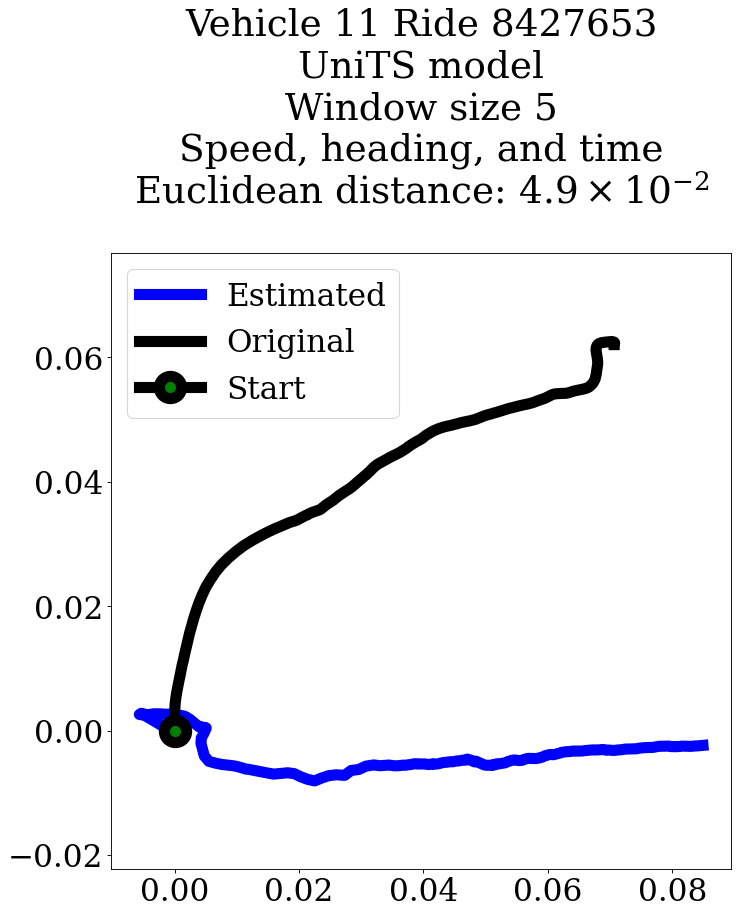 Vehicle 11 Ride 8427653
UniTS model
Window size 5
Speed, heading, and time
Euclidean distance: 4.9 × 10⁻²
Estimated
Original
Start
0.06
0.04
0.02
0.00
−0.02
0.00 0.02 0.04 0.06 0.08